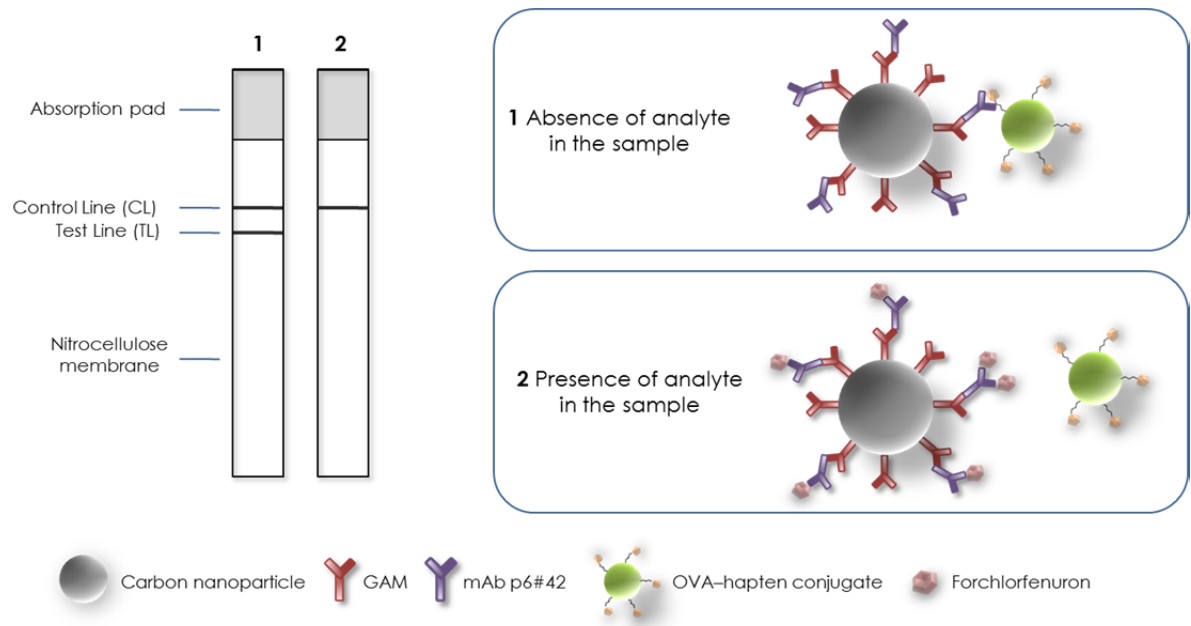 1 2
Absorption pad
Control Line (CL)
Test Line (TL)
Nitrocellulose
membrane
1 Absence of analyte
in the sample
2 Presence of analyte
in the sample
Carbon nanoparticle
GAM
mAb p6#42
OVA–hapten conjugate
Forchlorfenuron